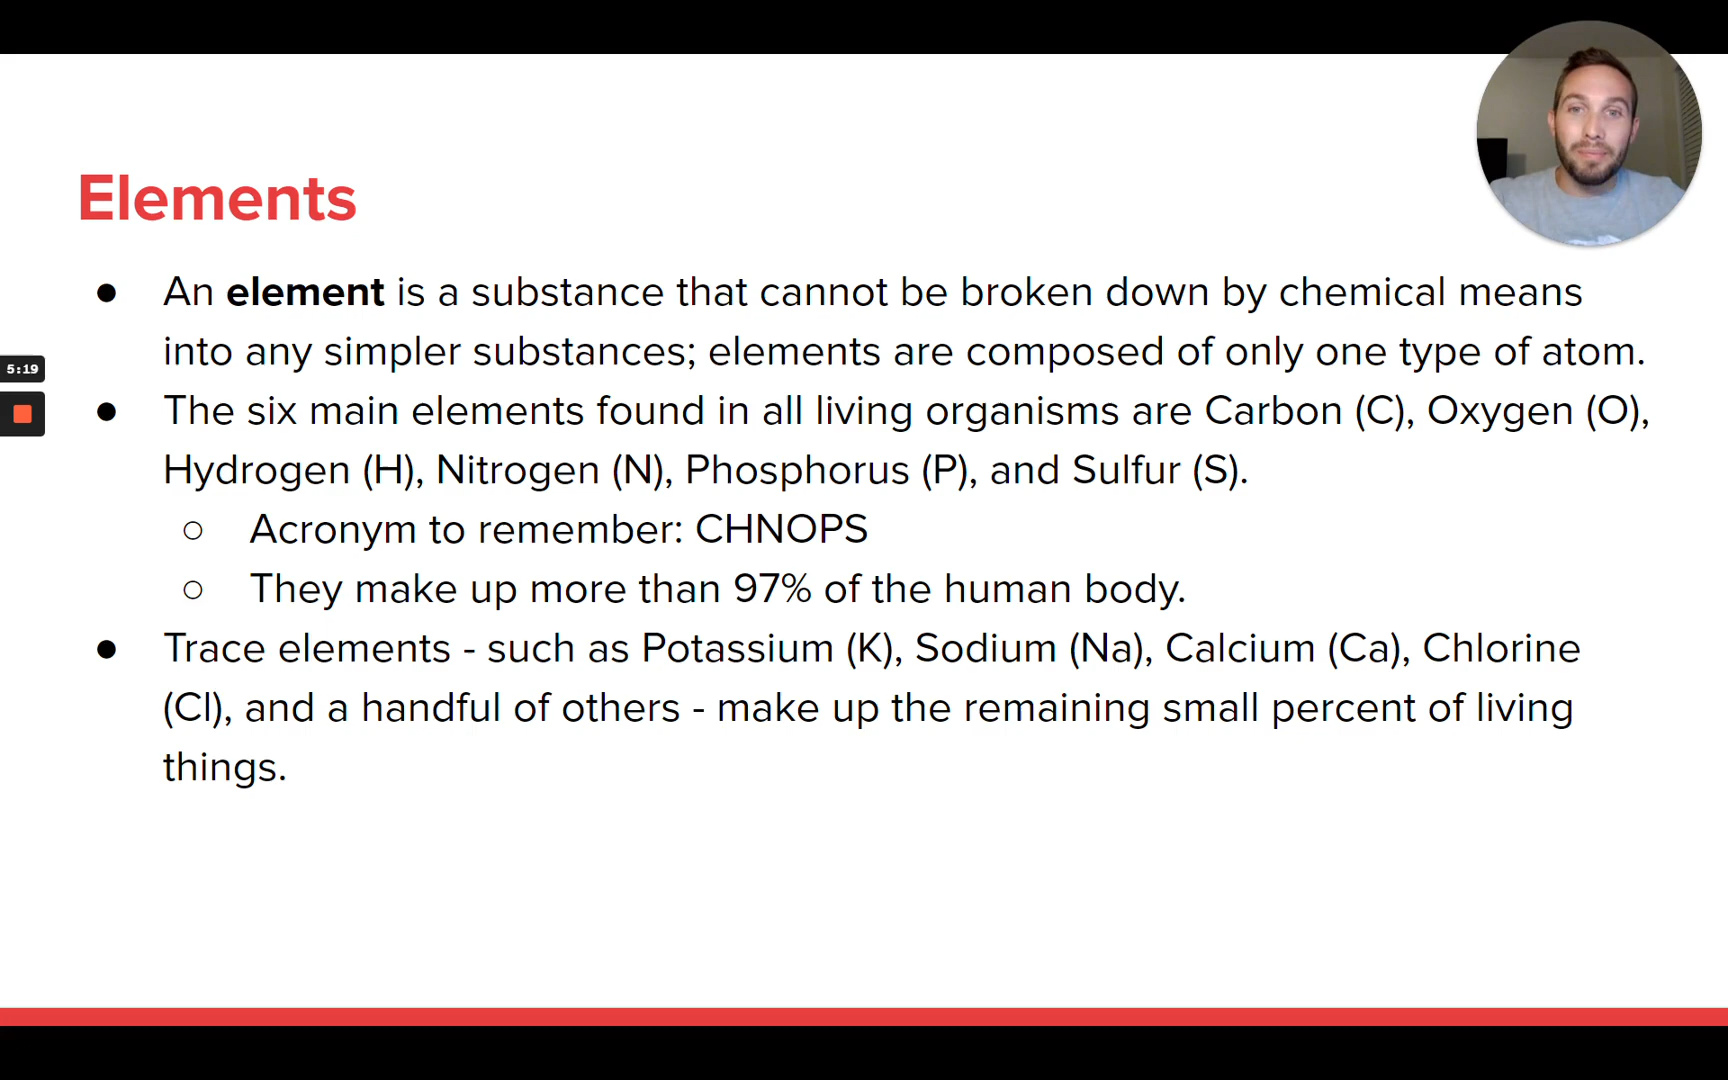 Elements
● An element is a substance that cannot be broken down by chemical means
into any simpler substances; elements are composed of only one type of atom.
5:19
● The six main elements found in all living organisms are Carbon (C), Oxygen (O),
Hydrogen (H), Nitrogen (N), Phosphorus (P), and Sulfur (S).
○ Acronym to remember: CHNOPS
○ They make up more than 97% of the human body.
● Trace elements - such as Potassium (K), Sodium (Na), Calcium (Ca), Chlorine
(Cl), and a handful of others - make up the remaining small percent of living
things.